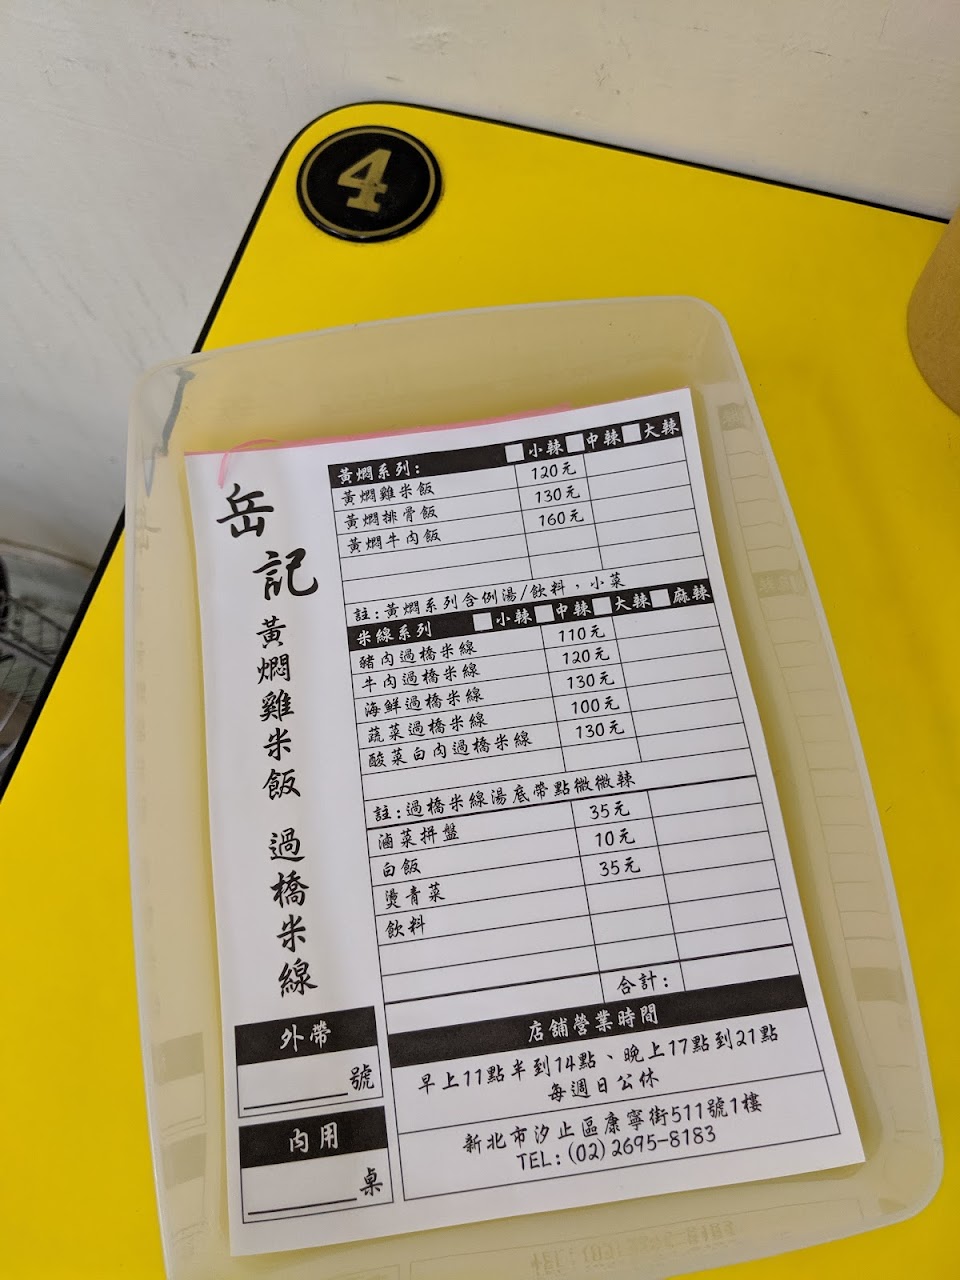 4
岳記
黃燜雞米飯 過橋米線
黃燜系列: 小辣 中辣 大辣
黃燜雞米飯 120元
黃燜排骨飯 130元
黃燜牛肉飯 160元
註:黃燜系列含例湯/飲料,小菜
米線系列 小辣 中辣 大辣 麻辣
豬肉過橋米線 110元
牛肉過橋米線 120元
海鮮過橋米線 130元
蔬菜過橋米線 100元
酸菜白肉過橋米線 130元
註:過橋米線湯底帶點微微辣
滷菜拼盤 35元
白飯 10元
燙青菜 35元
飲料
合計:
外帶
號
內用
桌
店舖營業時間
早上11點半到14點、晚上17點到21點
每週日公休
新北市汐止區康寧街511號1樓
TEL:(02)2695-8183